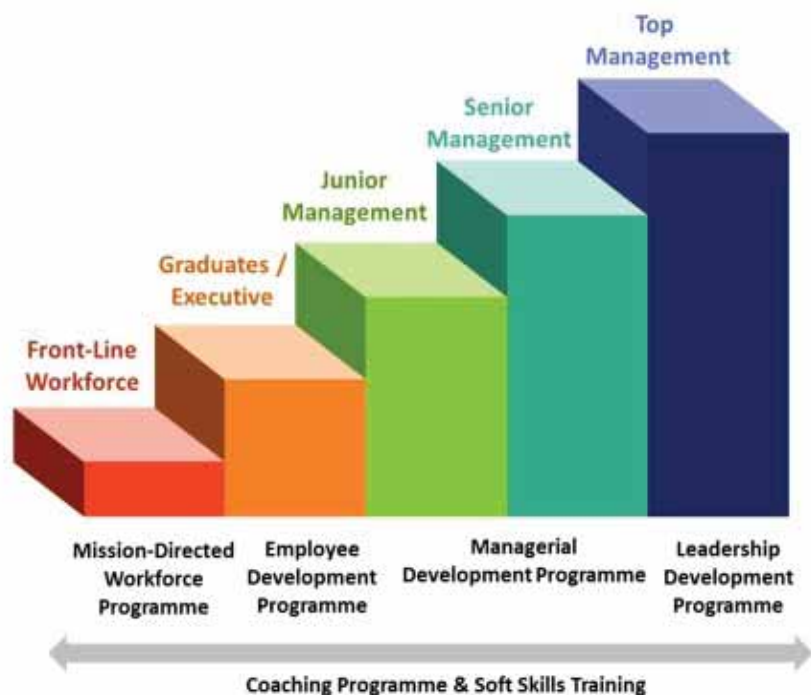 Top
Management
Senior
Management
Junior
Management
Graduates /
Executive
Front-Line
Workforce
Mission-Directed
Workforce
Programme
Employee
Development
Programme
Managerial
Development Programme
Leadership
Development
Programme
Coaching Programme & Soft Skills Training